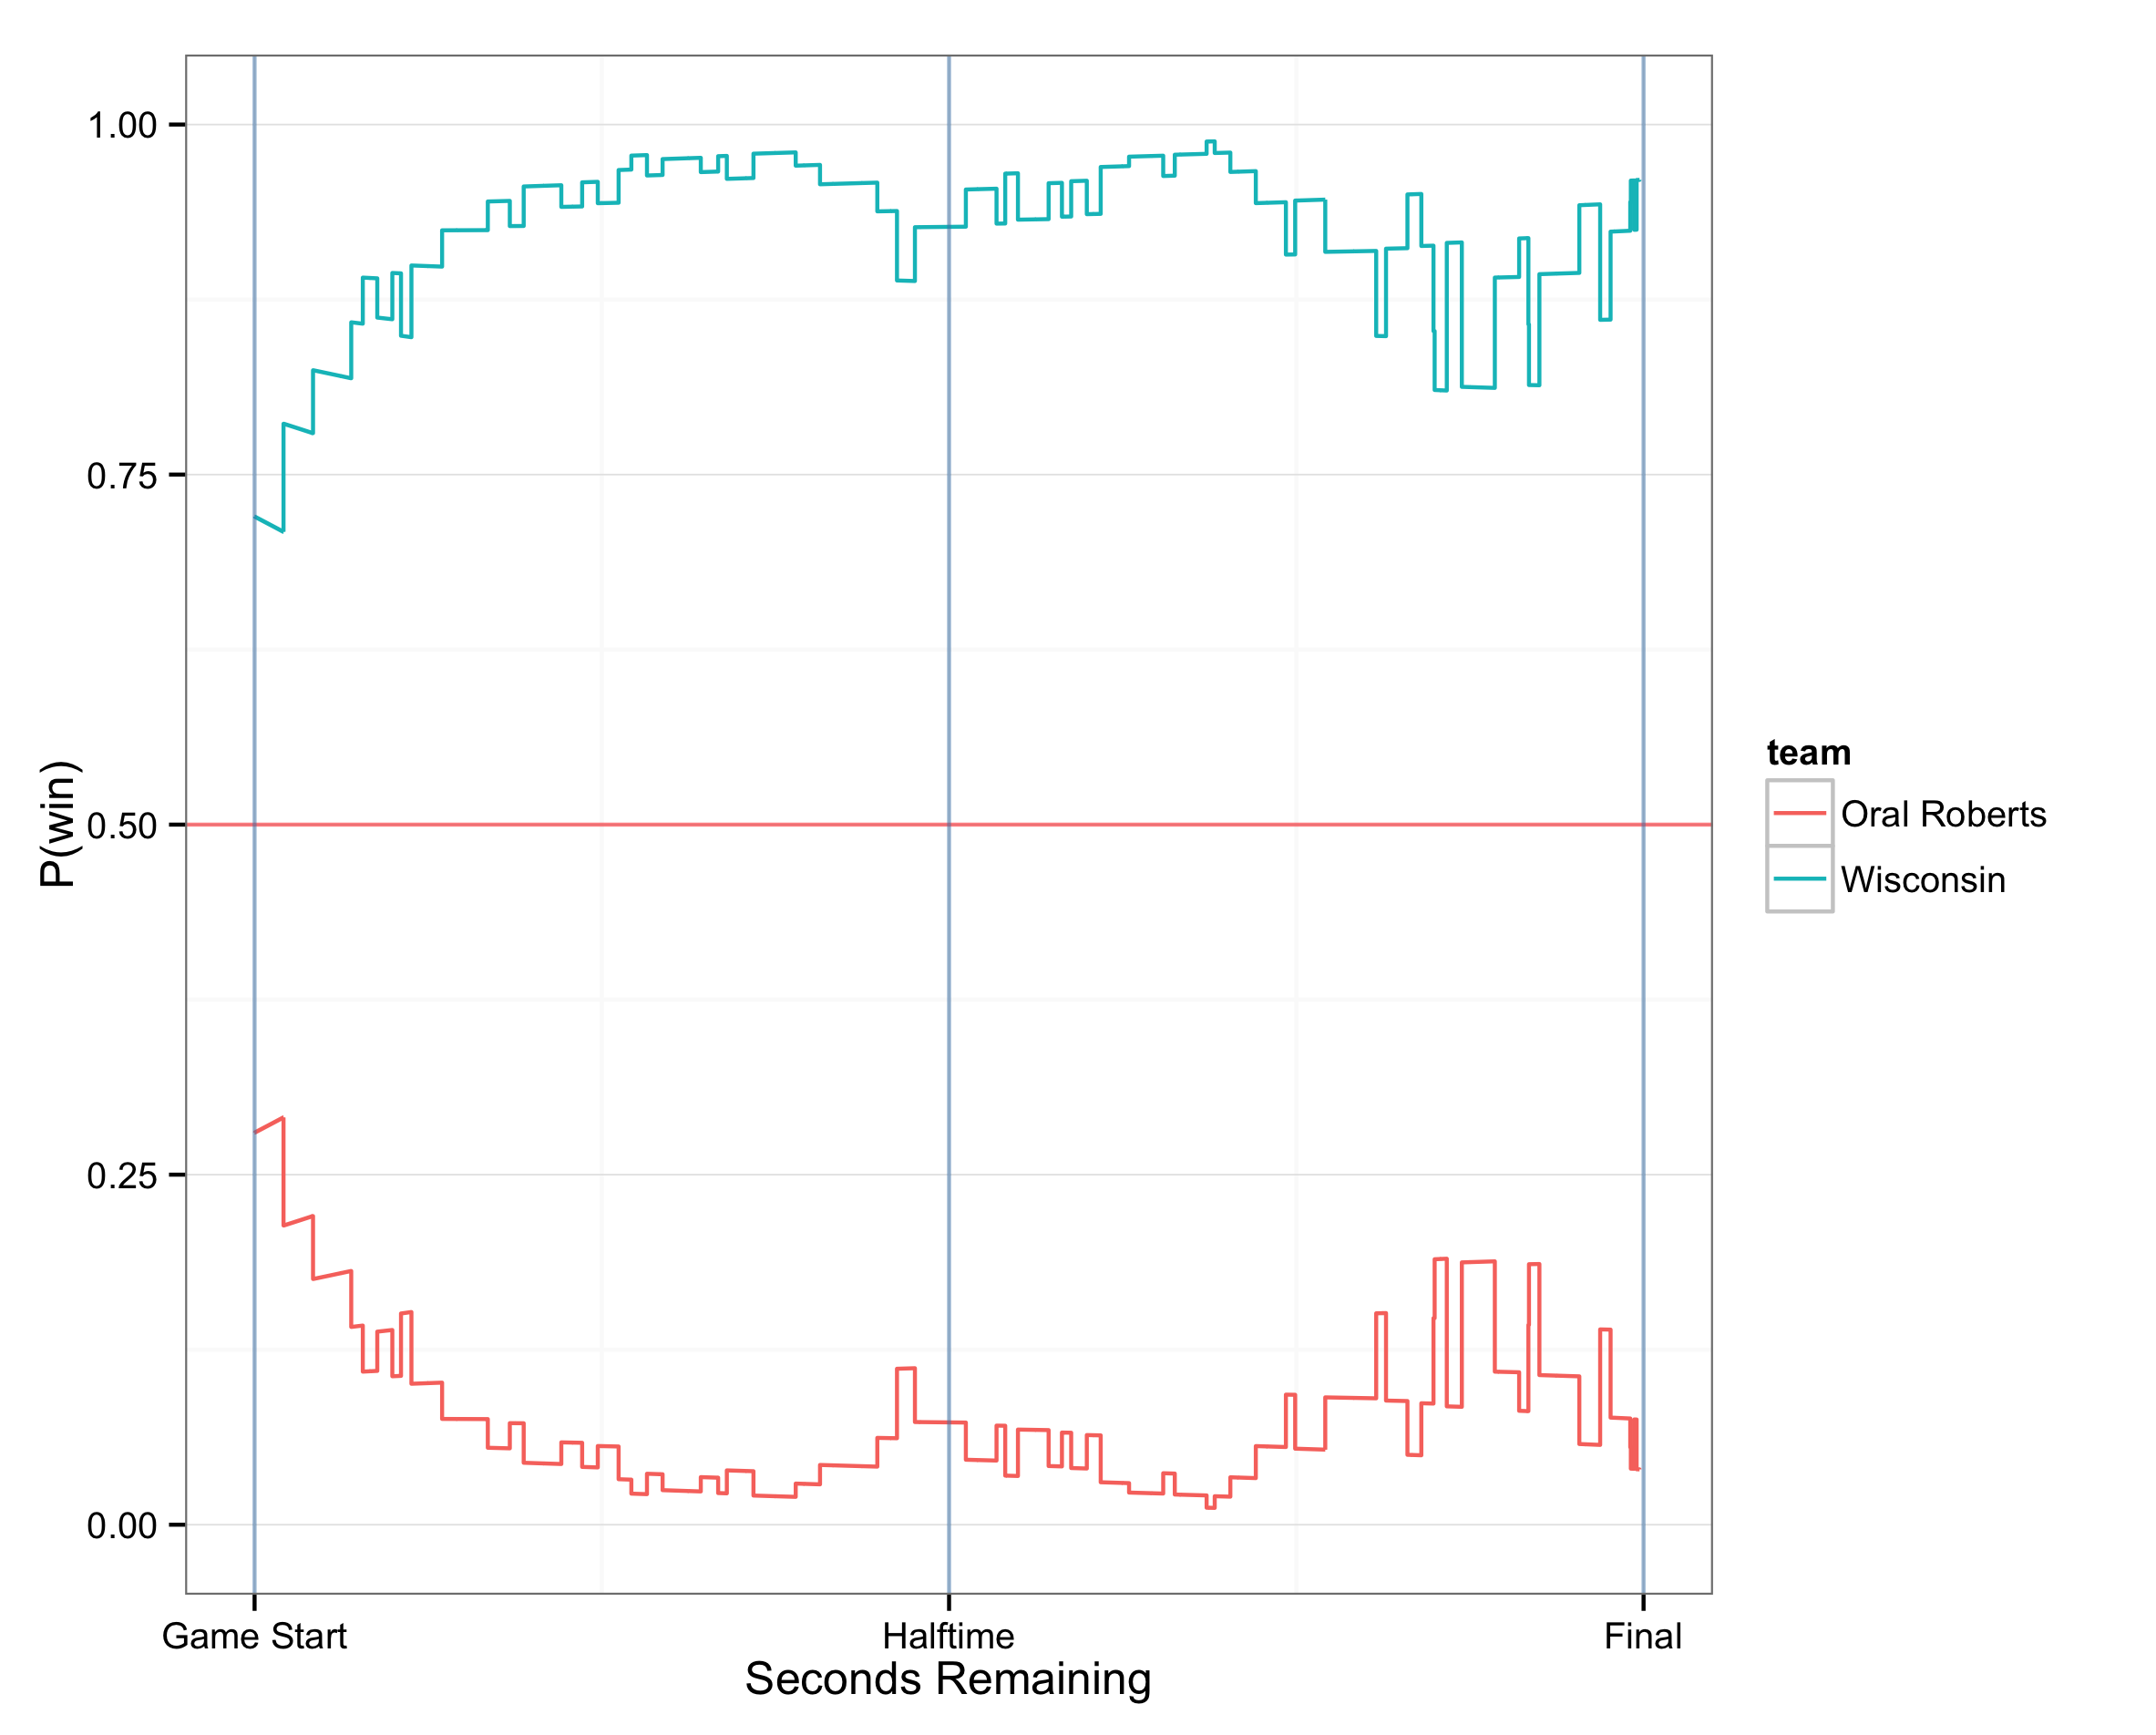 1.00
0.75
0.50
0.25
0.00
P(win)
Game Start
Halftime
Final
Seconds Remaining
team
Oral Roberts
Wisconsin